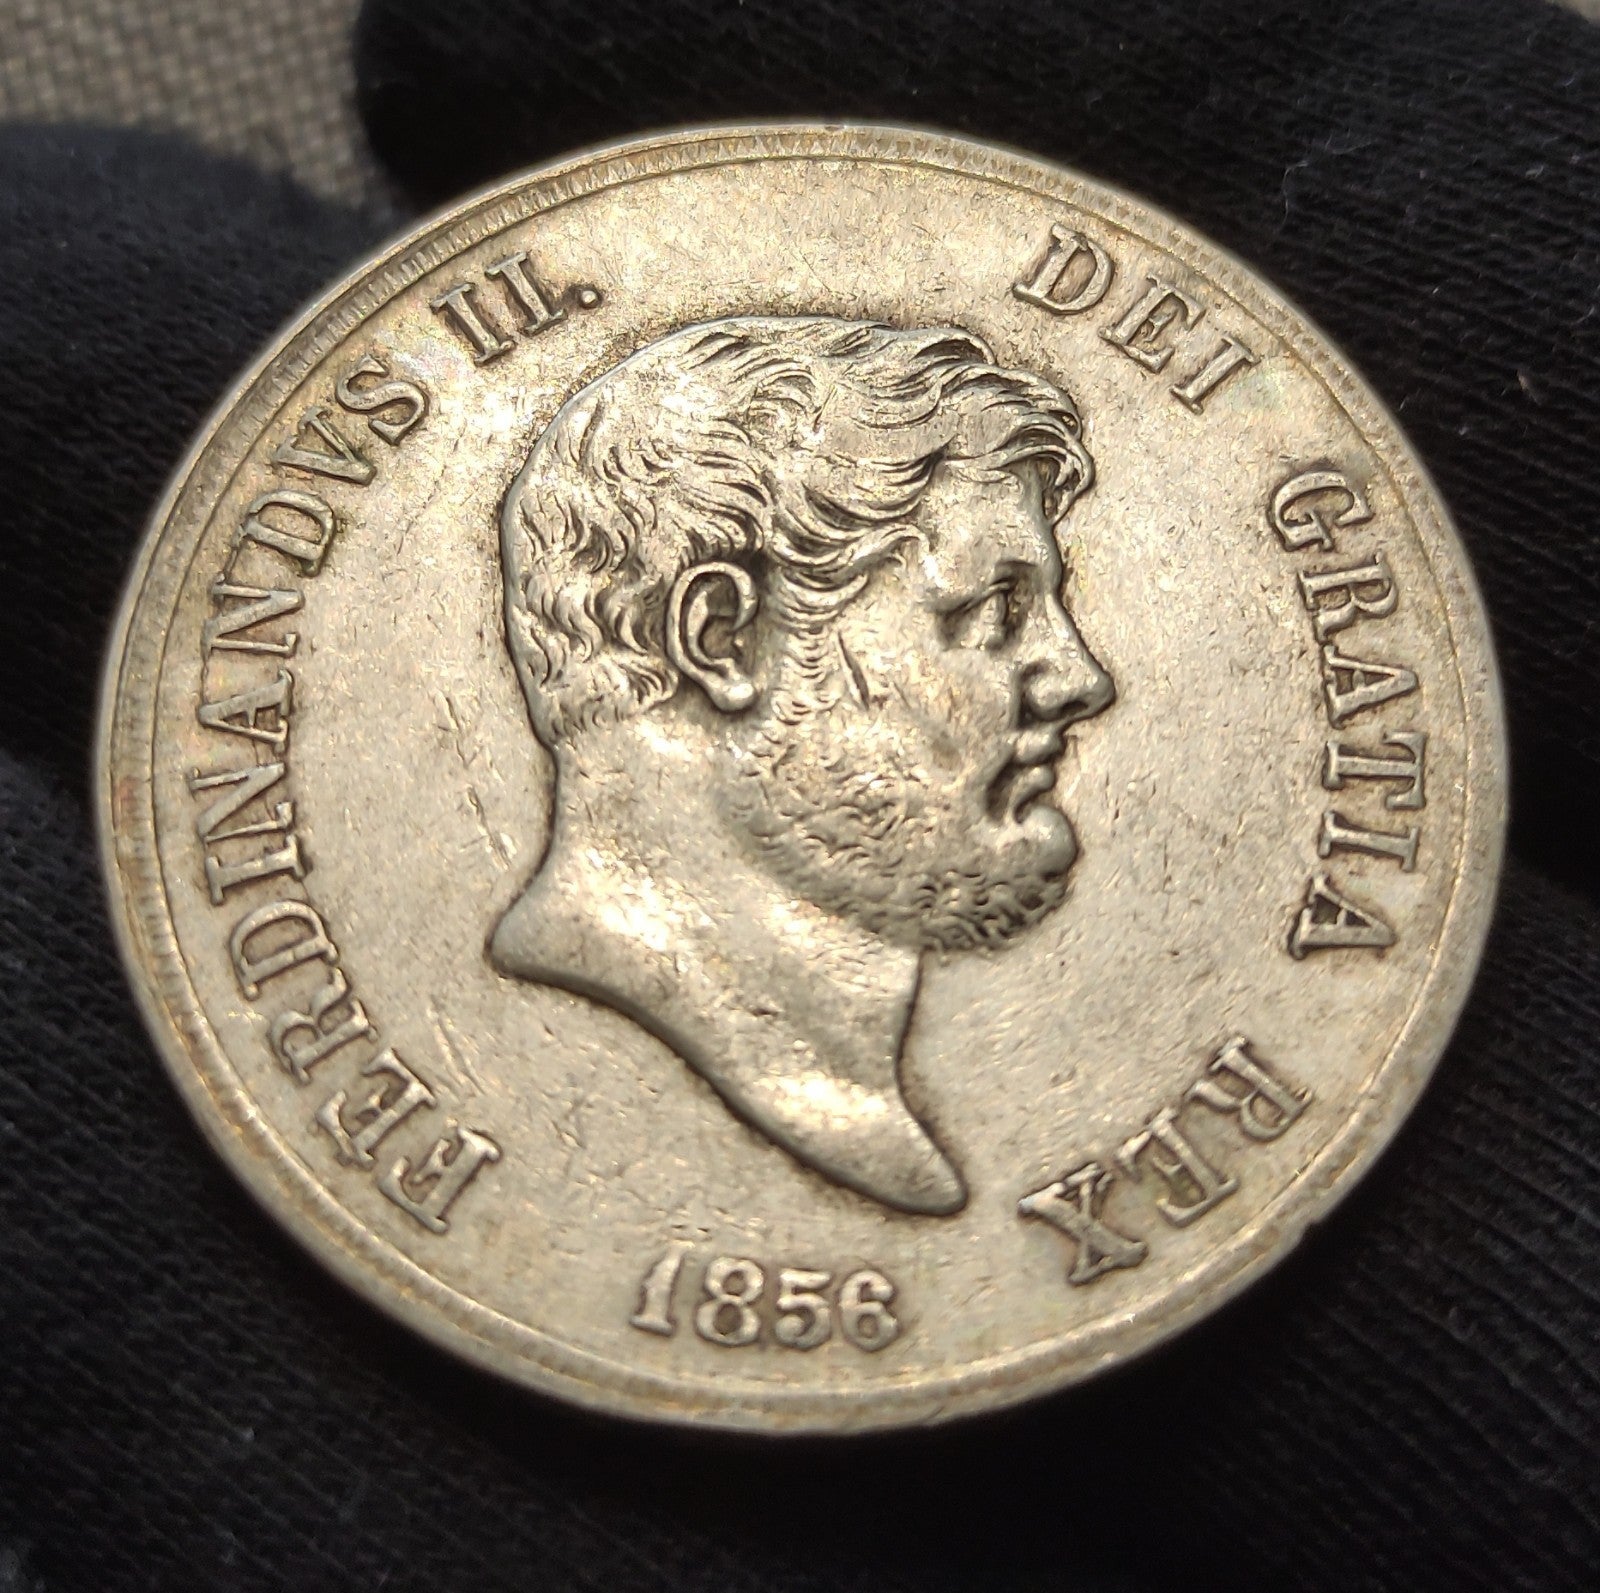 FERDINANDVS II. DEI GRATIA REX
1856